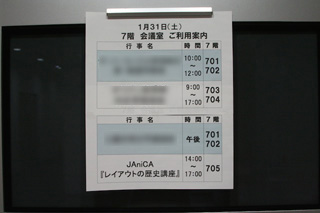 1月31日(土)
7階 会議室 ご利用案内
行 事 名 時 間 7 階
10:00 〜 12:00 701 702
9:00 〜 17:00 703 704
行 事 名 時 間 7 階
午後 701 702
JAniCA 『レイアウトの歴史講座』 14:00 〜 17:00 705